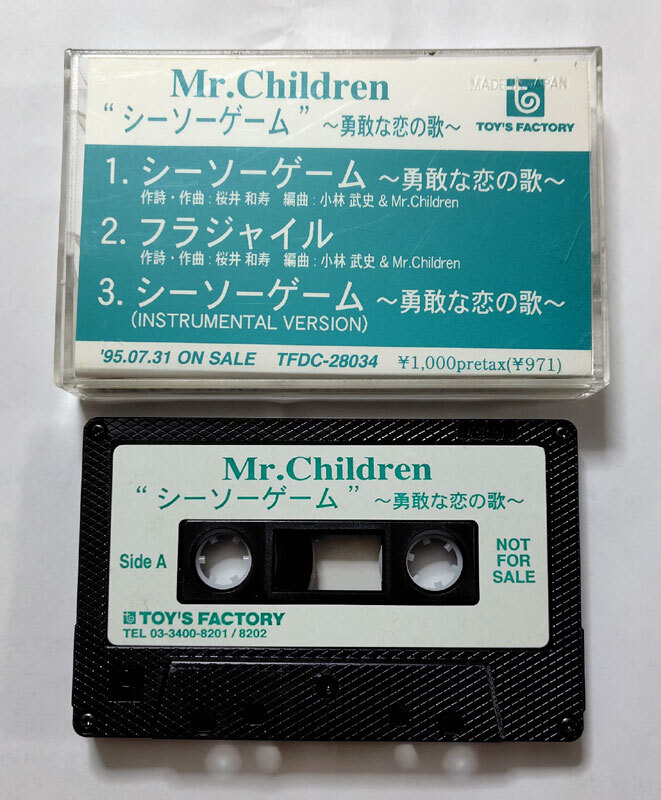 Mr.Children
MADE IN JAPAN
“ シーソーゲーム ” ～勇敢な恋の歌～
TOY'S FACTORY
1. シーソーゲーム ～勇敢な恋の歌～
作詩・作曲：桜井 和寿 編曲：小林 武史 & Mr.Children
2. フラジャイル
作詩・作曲：桜井 和寿 編曲：小林 武史 & Mr.Children
3. シーソーゲーム ～勇敢な恋の歌～
(INSTRUMENTAL VERSION)
'95.07.31 ON SALE TFDC-28034 ¥1,000pretax(¥971)
Mr.Children
“ シーソーゲーム ” ～勇敢な恋の歌～
Side A
NOT
FOR
SALE
TOY'S FACTORY
TEL 03-3400-8201 / 8202